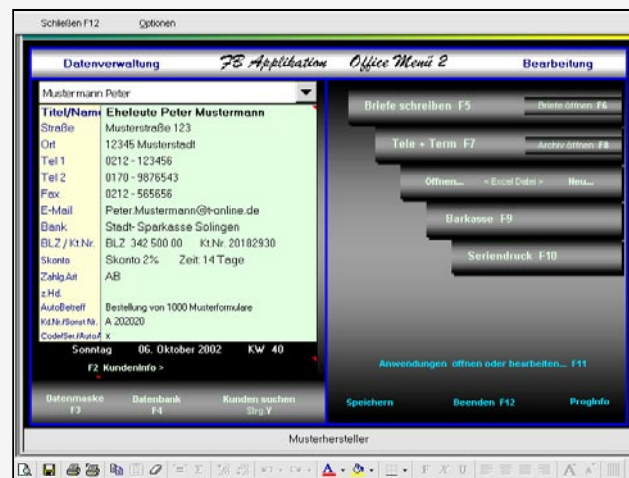 Schließen F12 Optionen
Datenverwaltung FB Applikation Office Menü 2 Bearbeitung
Mustermann Peter
Titel/Name Eheleute Peter Mustermann
Straße Musterstraße 123
Ort 12345 Musterstadt
Tel 1 0212 - 123456
Tel 2 0170 - 9876543
Fax 0212 - 565656
E-Mail Peter.Mustermann@t-online.de
Bank Stadt- Sparkasse Solingen
BLZ / Kt.Nr. BLZ 342 500 00 Kt.Nr. 20182930
Skonto Skonto 2% Zeit 14 Tage
Zahlg.Art AB
z.Hd.
AutoBetreff Bestellung von 1000 Musterformulare
Kd.Nr./Sonst Nr. A 202020
Code/Ser./AutoA x
Sonntag 06. Oktober 2002 KW 40
F2 KundenInfo >
Datenmaske F3
Datenbank F4
Kunden suchen Strg.Y
Briefe schreiben F5 Briefe öffnen F6
Tele + Term F7 Archiv öffnen F8
Öffnen... < Excel Datei > Neu...
Barkasse F9
Seriendruck F10
Anwendungen öffnen oder bearbeiten... F11
Speichern Beenden F12 ProgInfo
Musterhersteller
F K U